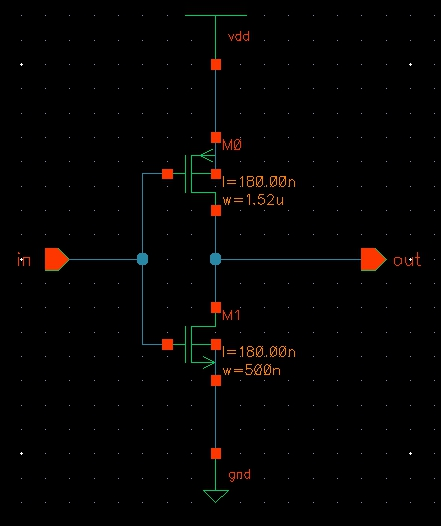 vdd
M0
l=180.00n
w=1.52u
in
out
M1
l=180.00n
w=500n
gnd